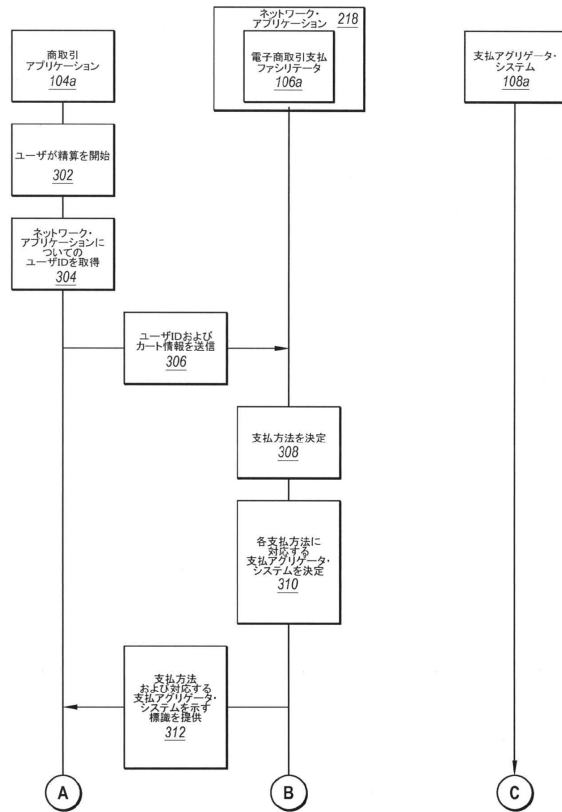 商取引
アプリケーション
104a
ネットワーク・
アプリケーション 218
電子商取引支払
ファシリテータ
106a
支払アグリゲータ・
システム
108a
ユーザが精算を開始
302
ネットワーク・
アプリケーションに
ついての
ユーザIDを取得
304
ユーザIDおよび
カート情報を送信
306
支払方法を決定
308
各支払方法に
対応する
支払アグリゲータ・
システムを決定
310
支払方法
および対応する
支払アグリゲータ・
システムを示す
標識を提供
312
A
B
C